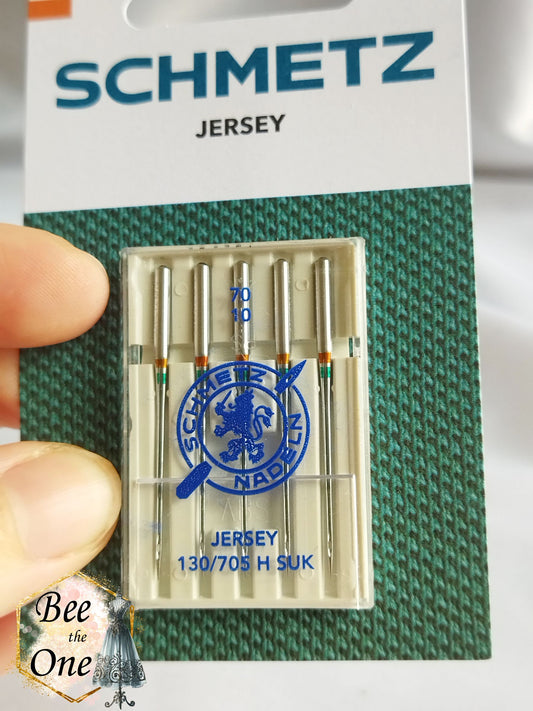 SCHMETZ
JERSEY
70
10
SCHMETZ
NADELN
JERSEY
130/705 H SUK
Bee
the
One